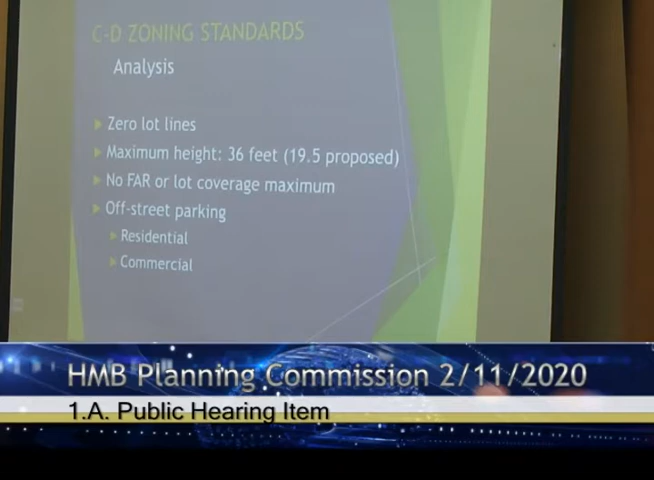 C-D ZONING STANDARDS
Analysis
Zero lot lines
Maximum height: 36 feet (19.5 proposed)
No FAR or lot coverage maximum
Off-street parking
Residential
Commercial
HMB Planning Commission 2/11/2020
1.A. Public Hearing Item